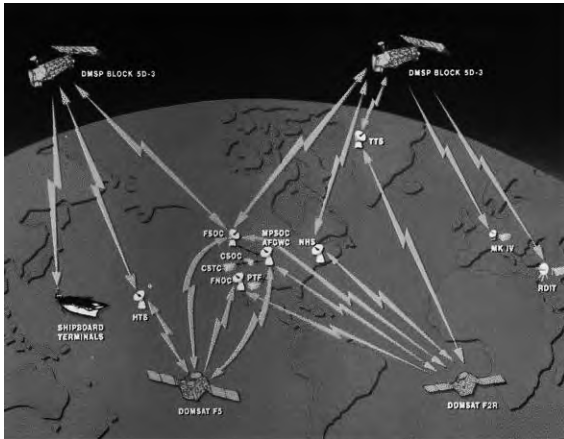 DMSP BLOCK 5D-3
DMSP BLOCK 5D-3
TTS
FSOC
MPSOC
AFGWC
NHS
MK IV
CSOC
CSTC
FNOC
PTF
RDIT
HTS
SHIPBOARD
TERMINALS
DOMSAT F5
DOMSAT F2R